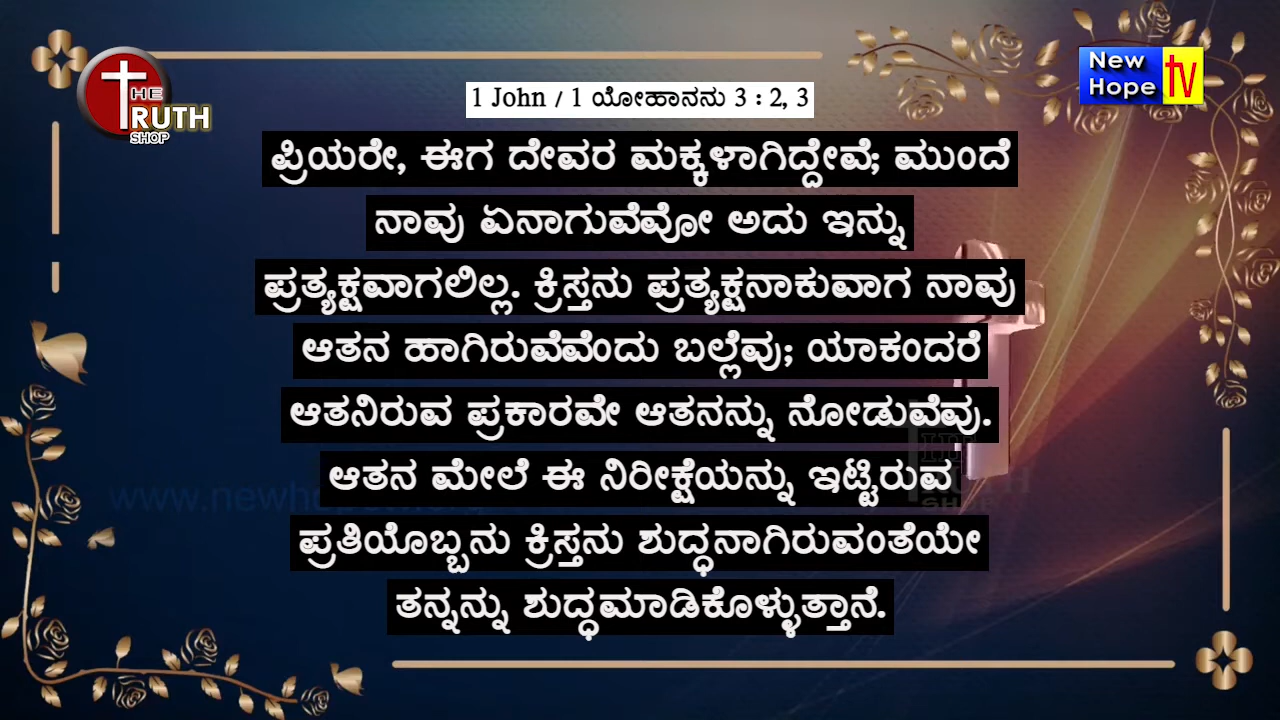 THE
TRUTH
SHOP
New
Hope
TV
1 John / 1 ಯೋಹಾನನು 3 : 2, 3
ಪ್ರಿಯರೇ, ಈಗ ದೇವರ ಮಕ್ಕಳಾಗಿದ್ದೇವೆ; ಮುಂದೆ
ನಾವು ಏನಾಗುವೆವೋ ಅದು ಇನ್ನು
ಪ್ರತ್ಯಕ್ಷವಾಗಲಿಲ್ಲ. ಕ್ರಿಸ್ತನು ಪ್ರತ್ಯಕ್ಷನಾಕುವಾಗ ನಾವು
ಆತನ ಹಾಗಿರುವೆವೆಂದು ಬಲ್ಲೆವು; ಯಾಕಂದರೆ
ಆತನಿರುವ ಪ್ರಕಾರವೇ ಆತನನ್ನು ನೋಡುವೆವು.
ಆತನ ಮೇಲೆ ಈ ನಿರೀಕ್ಷೆಯನ್ನು ಇಟ್ಟಿರುವ
ಪ್ರತಿಯೊಬ್ಬನು ಕ್ರಿಸ್ತನು ಶುದ್ಧನಾಗಿರುವಂತೆಯೇ
ತನ್ನನ್ನು ಶುದ್ಧಮಾಡಿಕೊಳ್ಳುತ್ತಾನೆ.